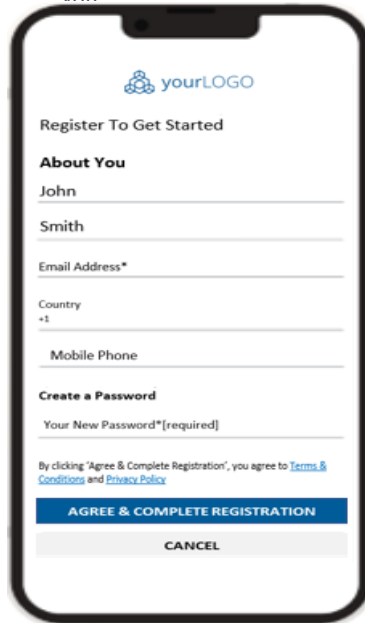 yourLOGO
Register To Get Started
About You
John
Smith
Email Address*
Country
+1
Mobile Phone
Create a Password
Your New Password*[required]
By clicking 'Agree & Complete Registration', you agree to Terms &
Conditions and Privacy Policy
AGREE & COMPLETE REGISTRATION
CANCEL